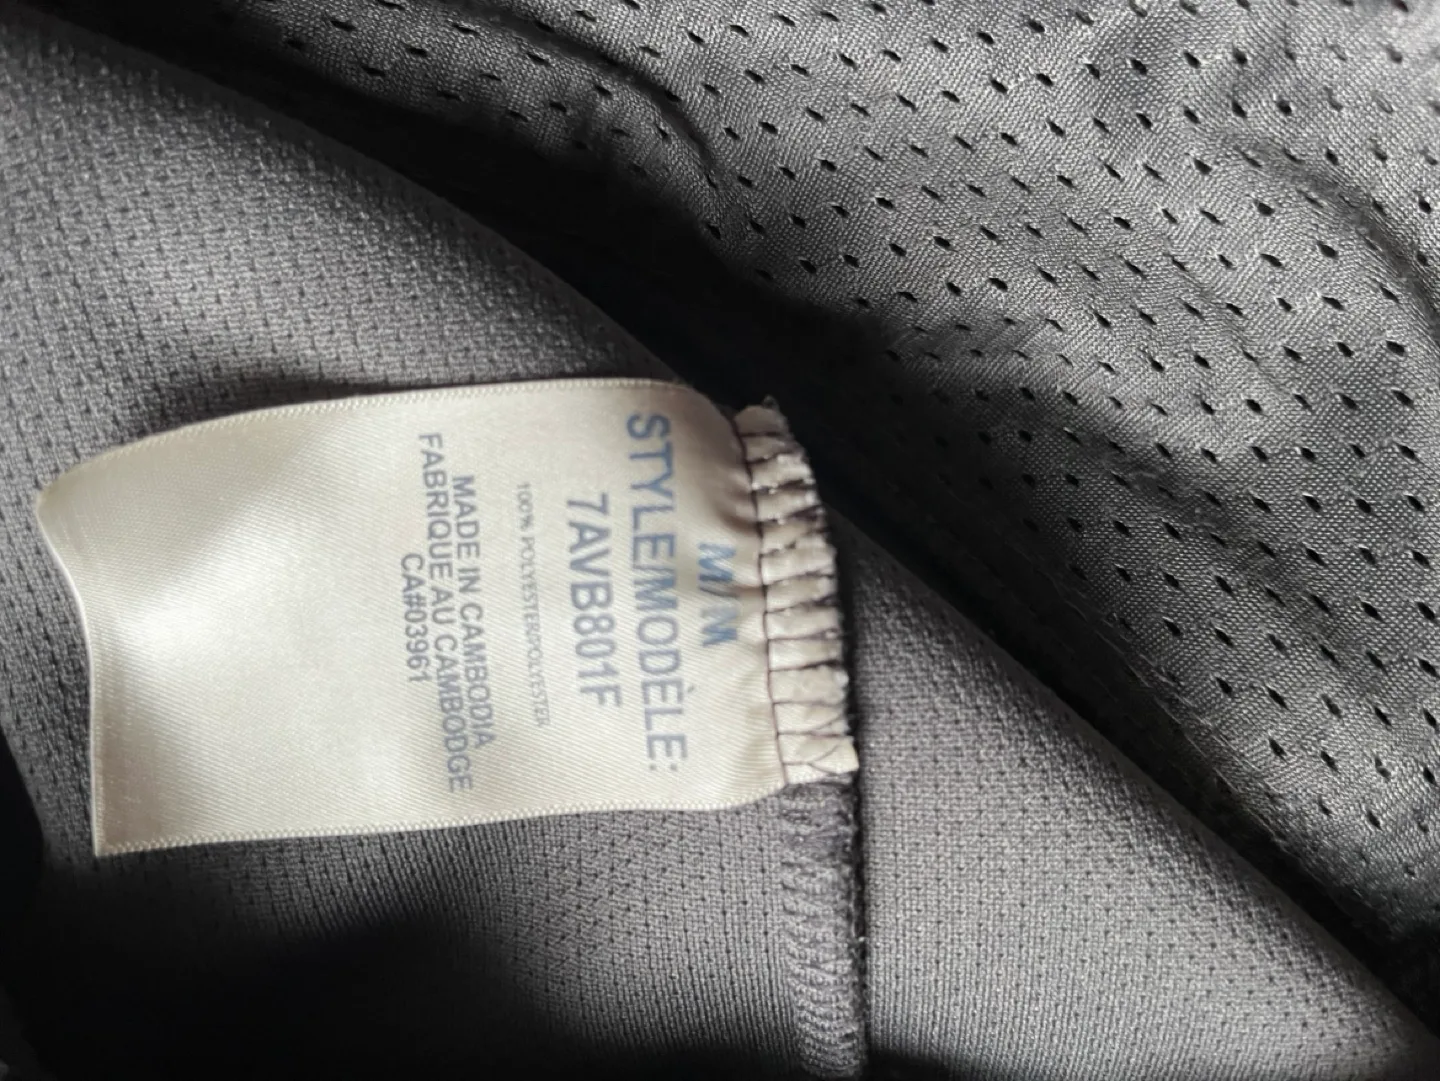 M/M
STYLE/MODÈLE:
7AVB801F
100% POLYESTER/POLYESTER
MADE IN CAMBODIA
FABRIQUE AU CAMBODGE
CA#03961